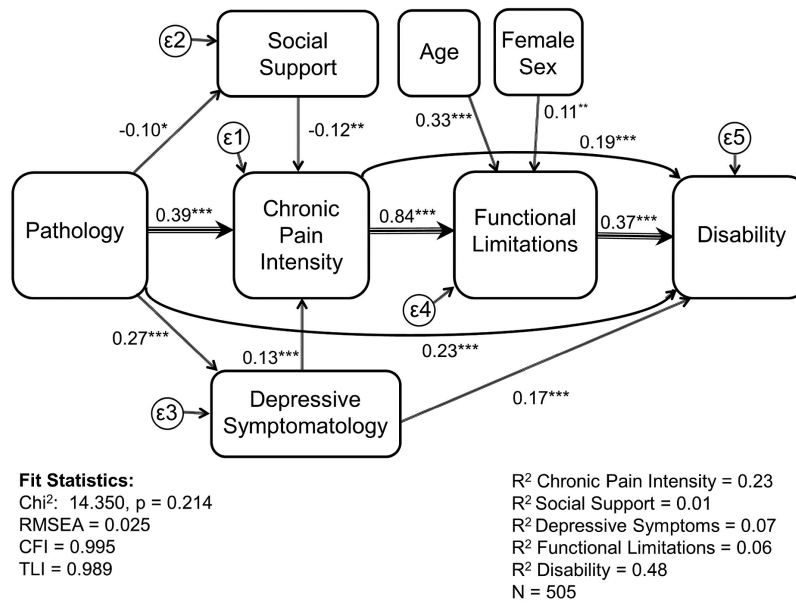 ε2
Social
Support
Age
Female
Sex
-0.10*
ε1
-0.12**
0.33***
0.11**
0.19***
ε5
Pathology
0.39***
Chronic
Pain
Intensity
0.84***
Functional
Limitations
0.37***
Disability
ε4
0.27***
0.13***
0.23***
0.17***
ε3
Depressive
Symptomatology
Fit Statistics:
Chi²: 14.350, p = 0.214
RMSEA = 0.025
CFI = 0.995
TLI = 0.989
R² Chronic Pain Intensity = 0.23
R² Social Support = 0.01
R² Depressive Symptoms = 0.07
R² Functional Limitations = 0.06
R² Disability = 0.48
N = 505